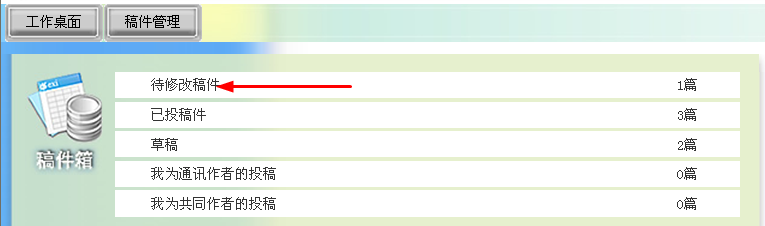 工作桌面 稿件管理
待修改稿件 1篇
已投稿件 3篇
草稿 2篇
我为通讯作者的投稿 0篇
我为共同作者的投稿 0篇
稿件箱